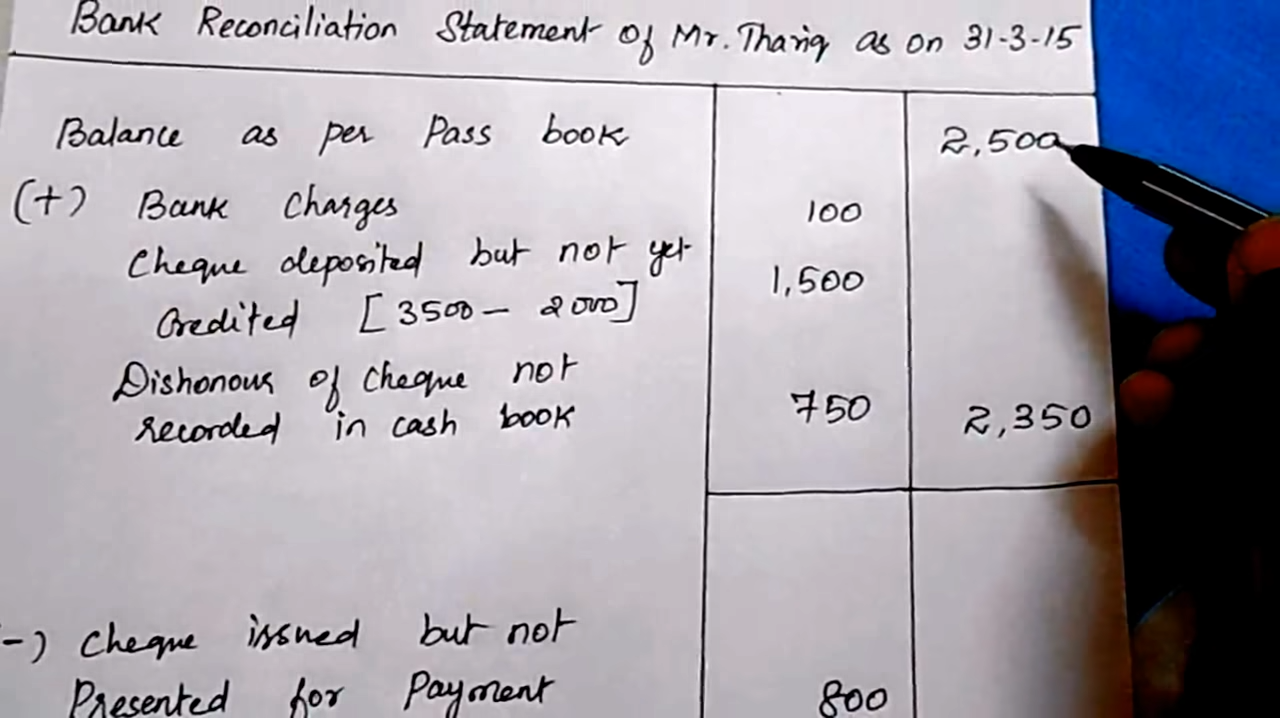 Bank Reconciliation Statement of Mr. Thariq as on 31-3-15
Balance as per Pass book 2,500
(+) Bank Charges 100
Cheque deposited but not yet
Credited [3500 - 2000] 1,500
Dishonour of cheque not
recorded in cash book 750 2,350
-) Cheque issued but not
Presented for Payment 800